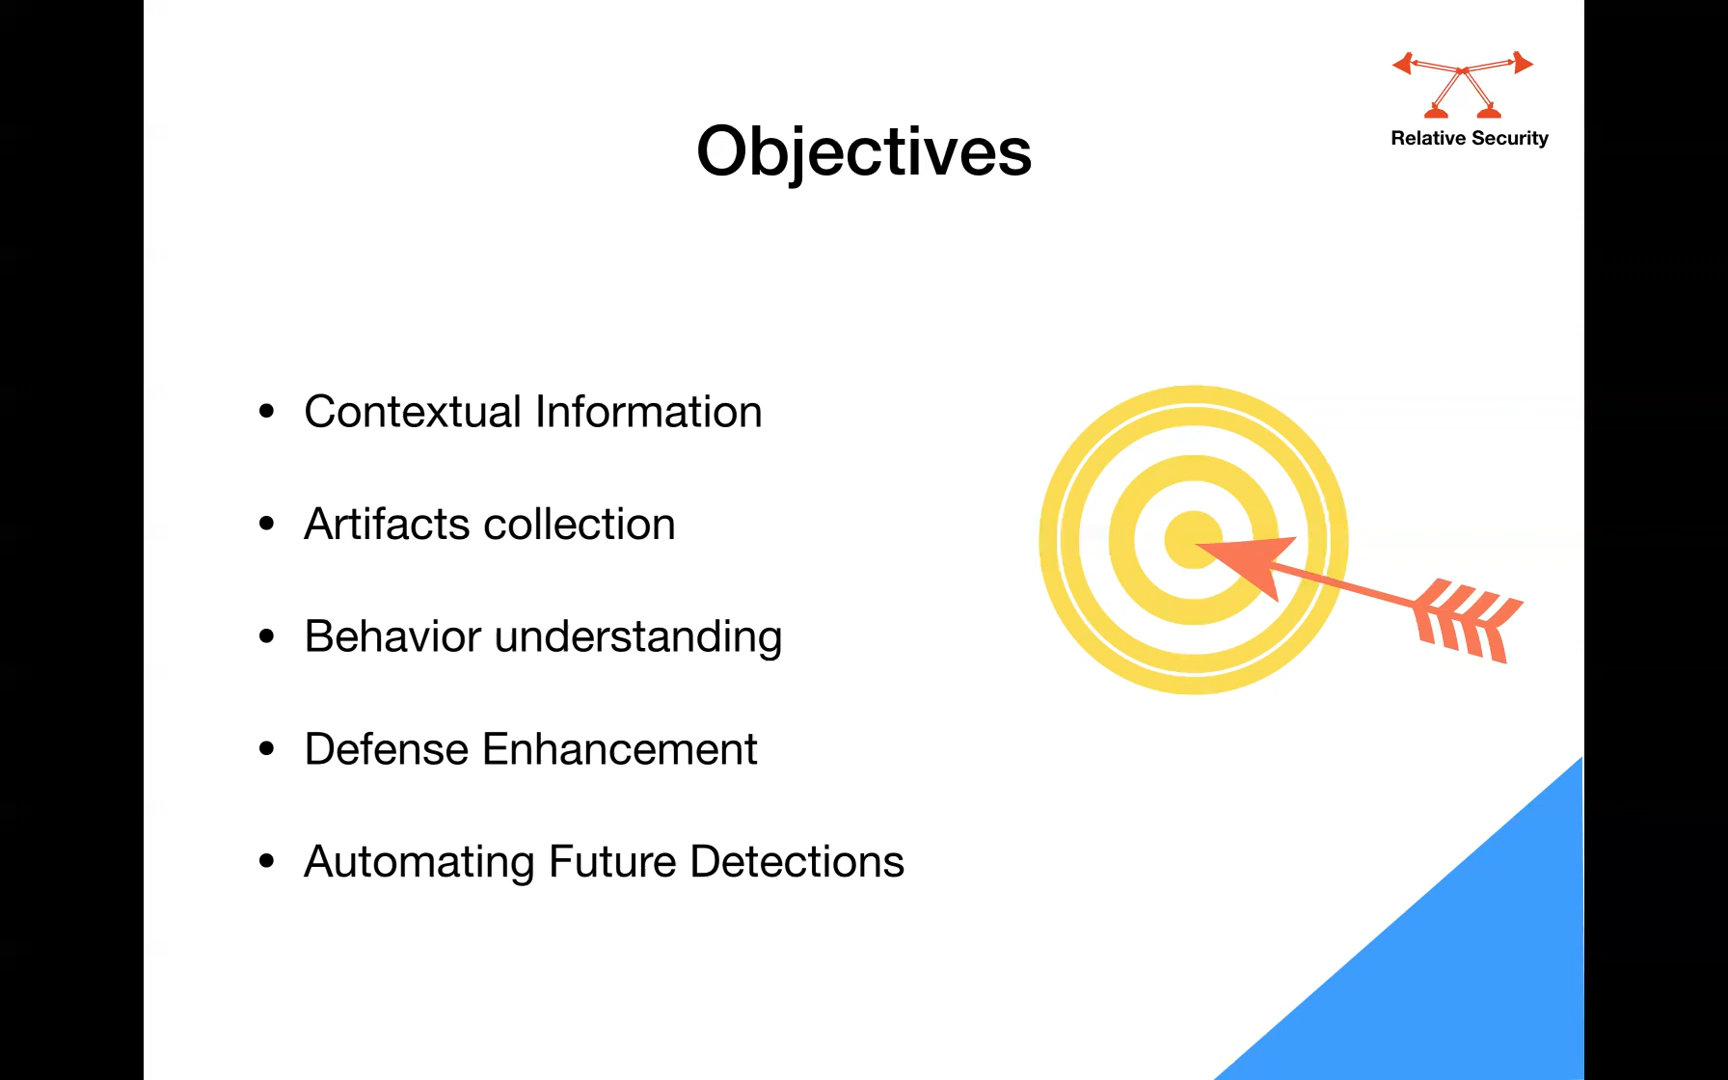 Relative Security
Objectives
• Contextual Information
• Artifacts collection
• Behavior understanding
• Defense Enhancement
• Automating Future Detections